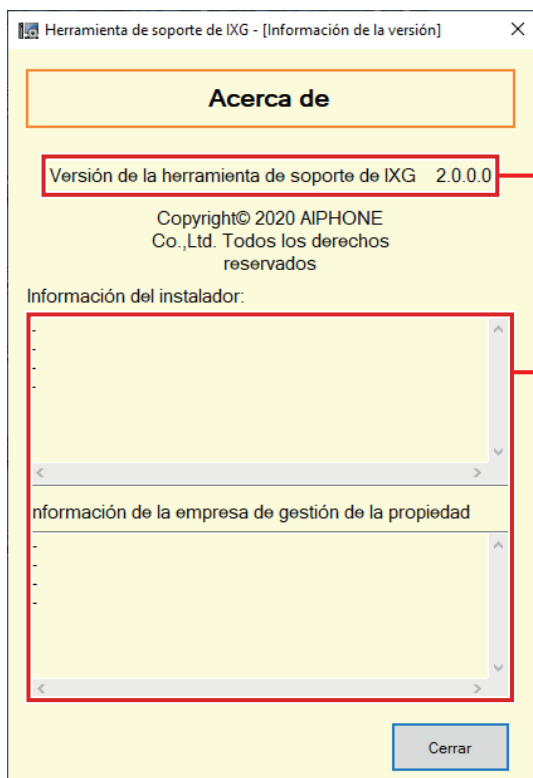 Herramienta de soporte de IXG - [Información de la versión]
Acerca de
Versión de la herramienta de soporte de IXG 2.0.0.0
Copyright© 2020 AIPHONE
Co.,Ltd. Todos los derechos
reservados
Información del instalador:
-
-
-
-
nformación de la empresa de gestión de la propiedad
-
-
-
-
Cerrar